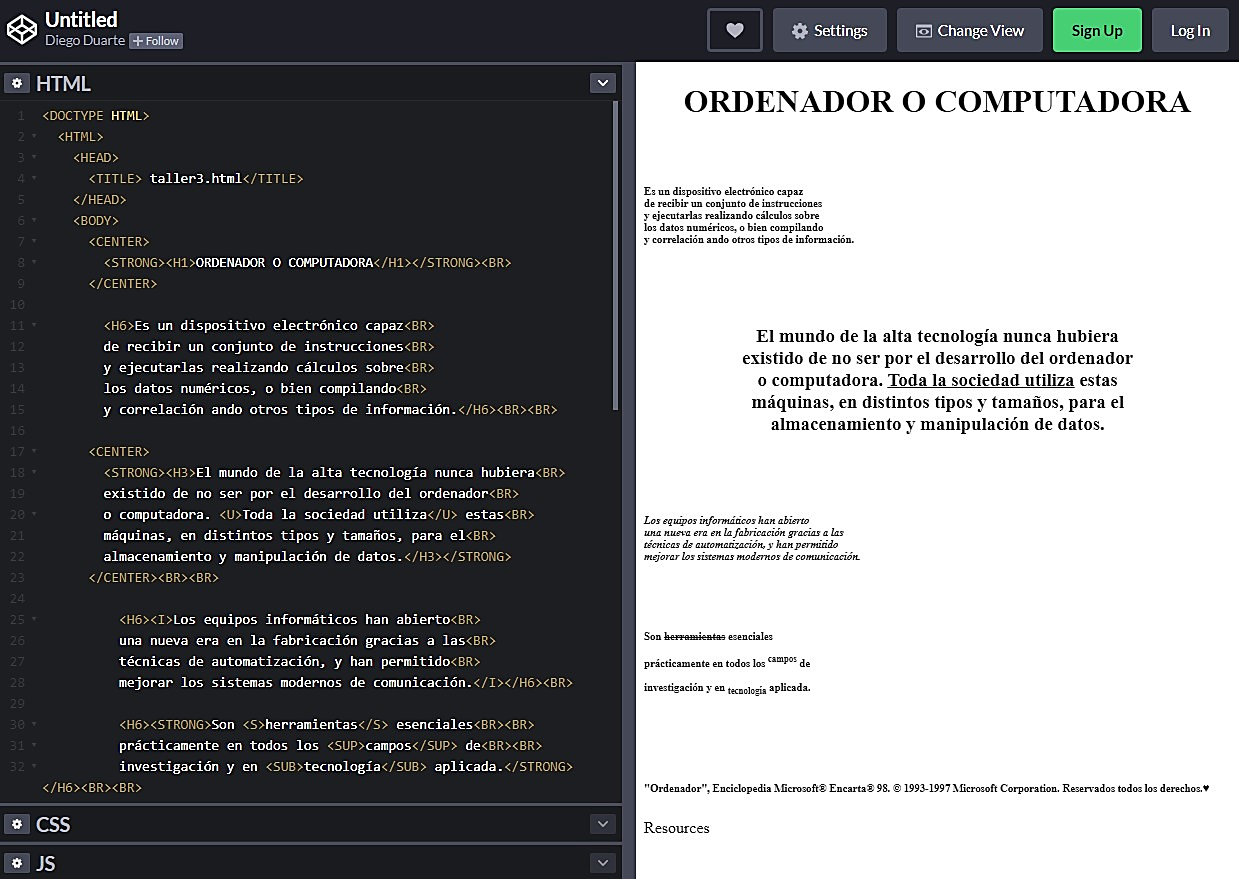 Untitled
Diego Duarte + Follow
Settings
Change View
Sign Up
Log In
HTML
1 <DOCTYPE HTML>
2 <HTML>
3 <HEAD>
4 <TITLE> taller3.html</TITLE>
5 </HEAD>
6 <BODY>
7 <CENTER>
8 <STRONG><H1>ORDENADOR O COMPUTADORA</H1></STRONG><BR>
9 </CENTER>
10
11 <H6>Es un dispositivo electrónico capaz<BR>
12 de recibir un conjunto de instrucciones<BR>
13 y ejecutarlas realizando cálculos sobre<BR>
14 los datos numéricos, o bien compilando<BR>
15 y correlación ando otros tipos de información.</H6><BR><BR>
16
17 <CENTER>
18 <STRONG><H3>El mundo de la alta tecnología nunca hubiera<BR>
19 existido de no ser por el desarrollo del ordenador<BR>
20 o computadora. <U>Toda la sociedad utiliza</U> estas<BR>
21 máquinas, en distintos tipos y tamaños, para el<BR>
22 almacenamiento y manipulación de datos.</H3></STRONG>
23 </CENTER><BR><BR>
24
25 <H6><I>Los equipos informáticos han abierto<BR>
26 una nueva era en la fabricación gracias a las<BR>
27 técnicas de automatización, y han permitido<BR>
28 mejorar los sistemas modernos de comunicación.</I></H6><BR>
29
30 <H6><STRONG>Son <S>herramientas</S> esenciales<BR><BR>
31 prácticamente en todos los <SUP>campos</SUP> de<BR><BR>
32 investigación y en <SUB>tecnología</SUB> aplicada.</STRONG>
</H6><BR><BR>
CSS
JS
ORDENADOR O COMPUTADORA
Es un dispositivo electrónico capaz
de recibir un conjunto de instrucciones
y ejecutarlas realizando cálculos sobre
los datos numéricos, o bien compilando
y correlación ando otros tipos de información.
El mundo de la alta tecnología nunca hubiera
existido de no ser por el desarrollo del ordenador
o computadora. Toda la sociedad utiliza estas
máquinas, en distintos tipos y tamaños, para el
almacenamiento y manipulación de datos.
Los equipos informáticos han abierto
una nueva era en la fabricación gracias a las
técnicas de automatización, y han permitido
mejorar los sistemas modernos de comunicación.
Son herramientas esenciales
prácticamente en todos los campos de
investigación y en tecnología aplicada.
"Ordenador", Enciclopedia Microsoft® Encarta® 98. © 1993-1997 Microsoft Corporation. Reservados todos los derechos.♥
Resources